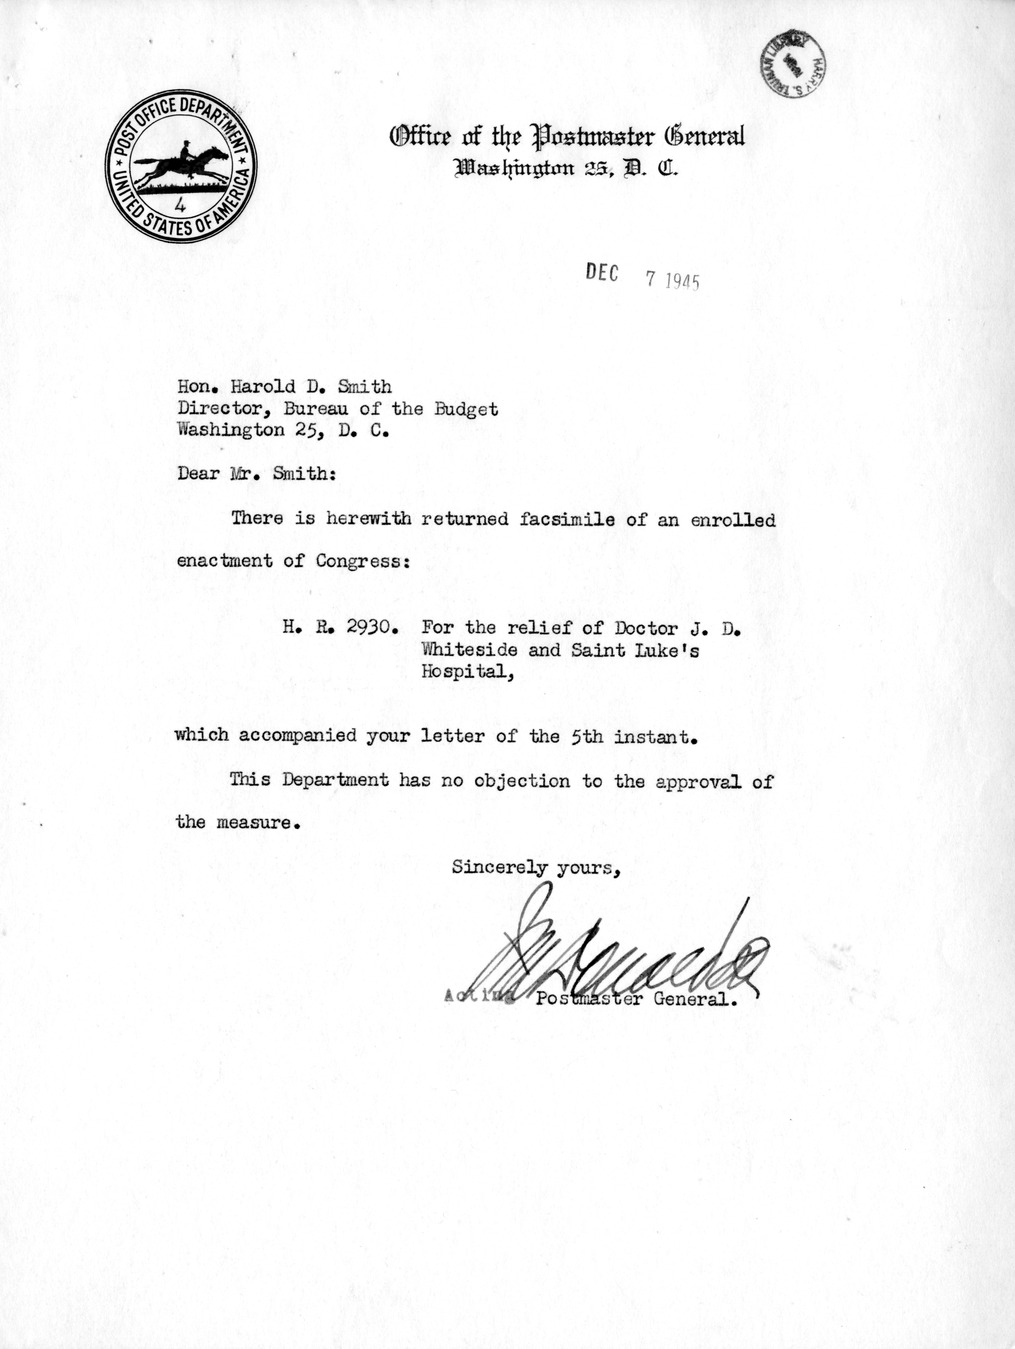 HARRY S. TRUMAN LIBRARY
POST OFFICE DEPARTMENT
UNITED STATES OF AMERICA
4
Office of the Postmaster General
Washington 25, D. C.
DEC 7 1945
Hon. Harold D. Smith
Director, Bureau of the Budget
Washington 25, D. C.
Dear Mr. Smith:
There is herewith returned facsimile of an enrolled
enactment of Congress:
H. R. 2930. For the relief of Doctor J. D.
Whiteside and Saint Luke's
Hospital,
which accompanied your letter of the 5th instant.
This Department has no objection to the approval of
the measure.
Sincerely yours,
Acting Postmaster General.